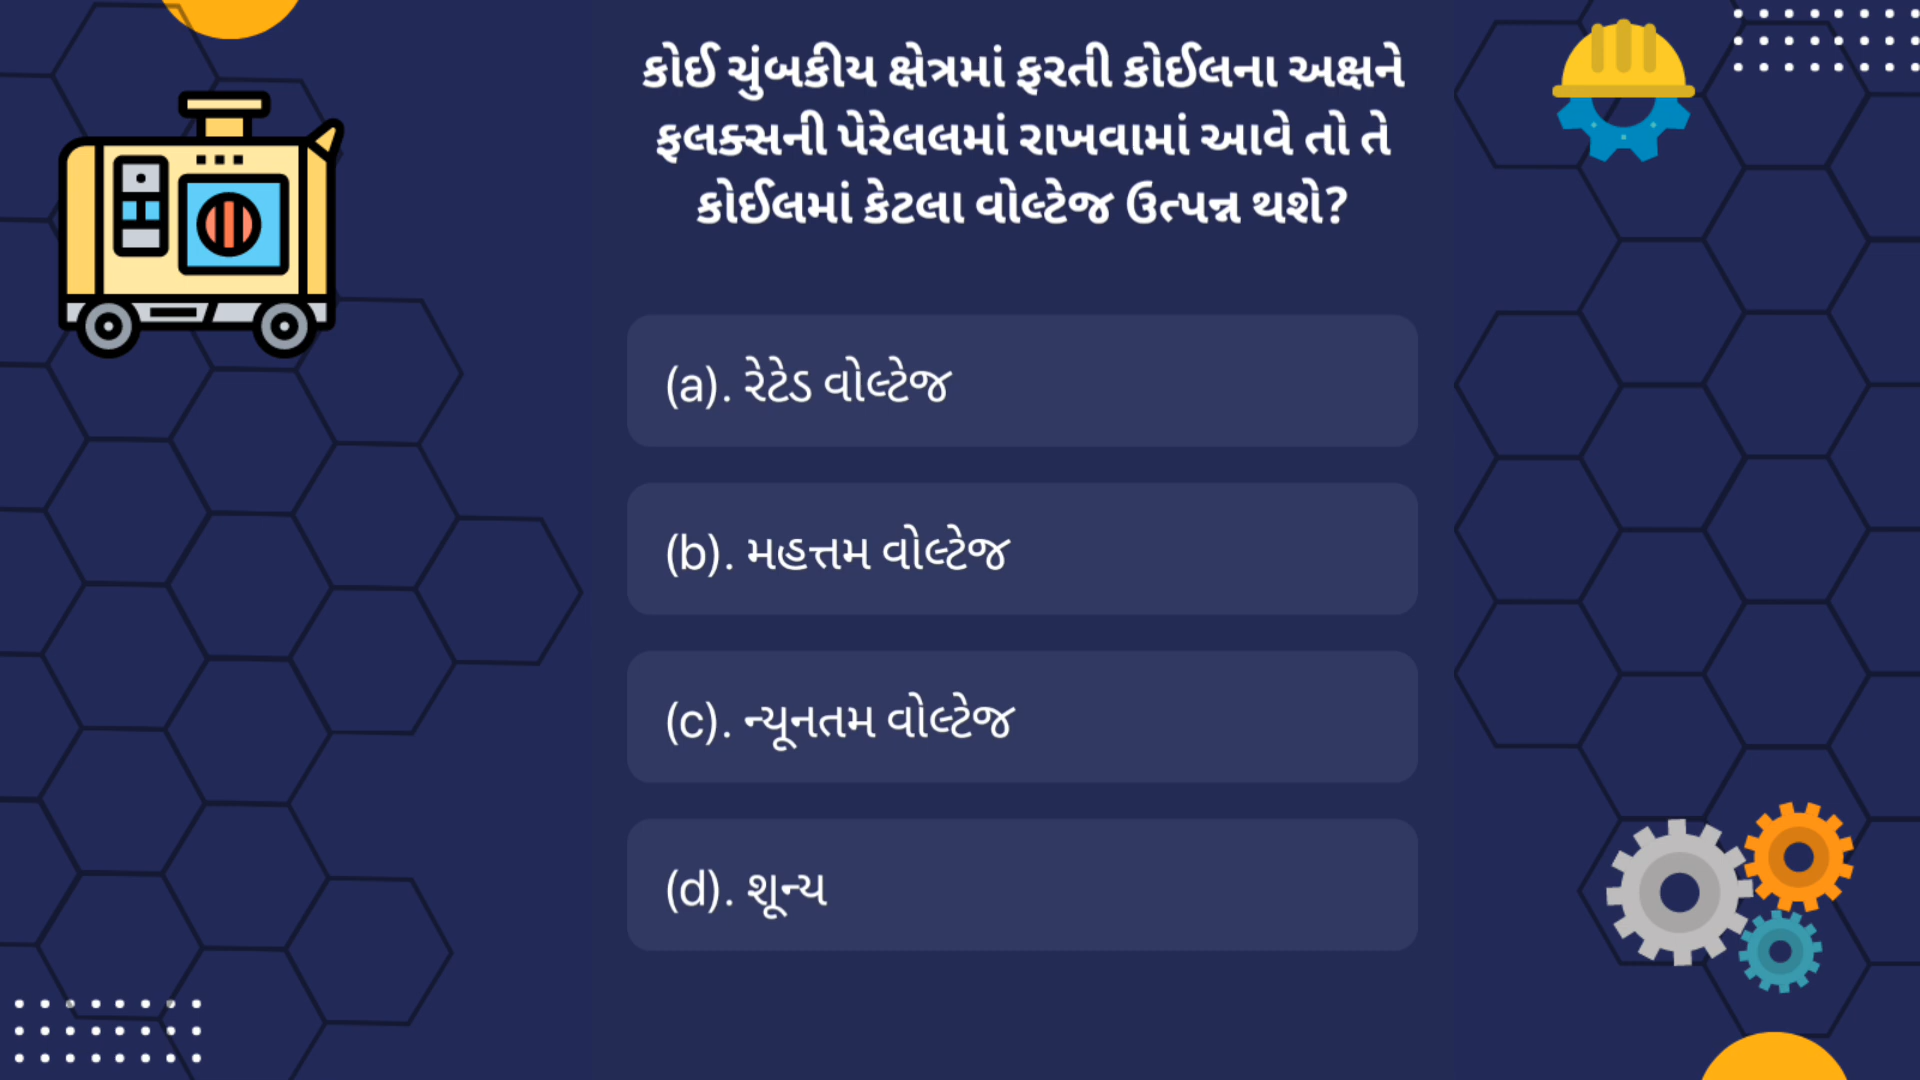 કોઈ ચુંબકીય ક્ષેત્રમાં ફરતી કોઈલના અક્ષને
ફલક્સની પેરેલલમાં રાખવામાં આવે તો તે
કોઈલમાં કેટલા વોલ્ટેજ ઉત્પન્ન થશે?
(a). રેટેડ વોલ્ટેજ
(b). મહત્તમ વોલ્ટેજ
(c). ન્યૂનતમ વોલ્ટેજ
(d). શૂન્ય